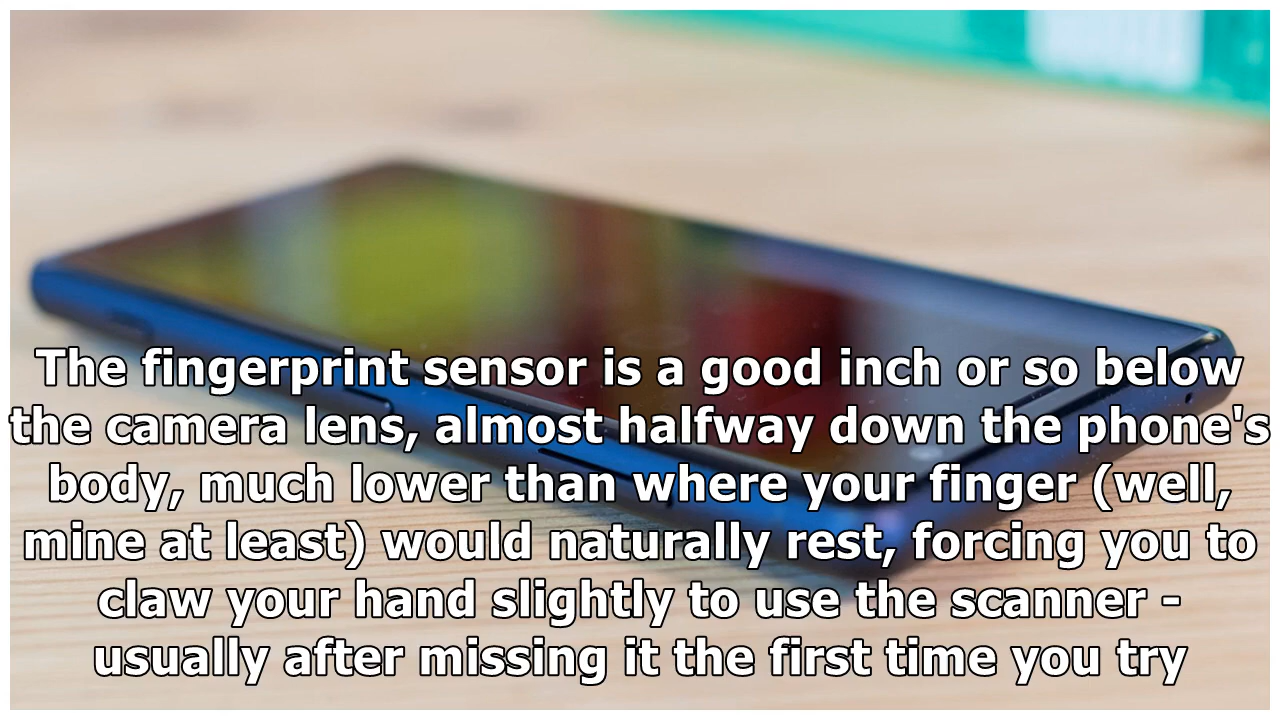 The fingerprint sensor is a good inch or so below
the camera lens, almost halfway down the phone's
body, much lower than where your finger (well,
mine at least) would naturally rest, forcing you to
claw your hand slightly to use the scanner -
usually after missing it the first time you try